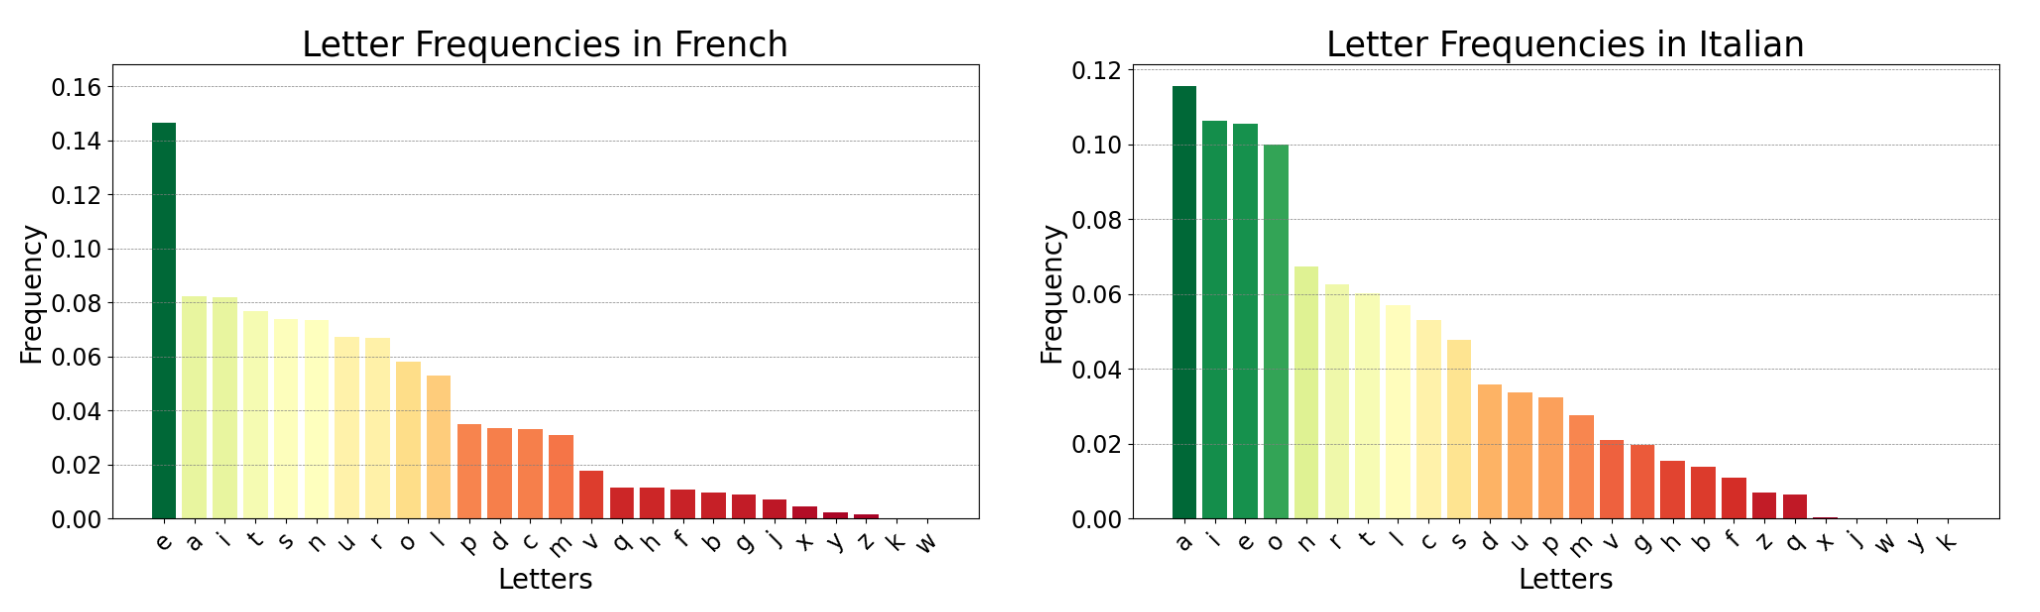 Letter Frequencies in French
Frequency
0.16
0.14
0.12
0.10
0.08
0.06
0.04
0.02
0.00
e a i t s n u r o l p d c m v q h f b g j x y z k w
Letters
Letter Frequencies in Italian
Frequency
0.12
0.10
0.08
0.06
0.04
0.02
0.00
a i e o n r t l c s d u p m v g h b f z q x j w y k
Letters